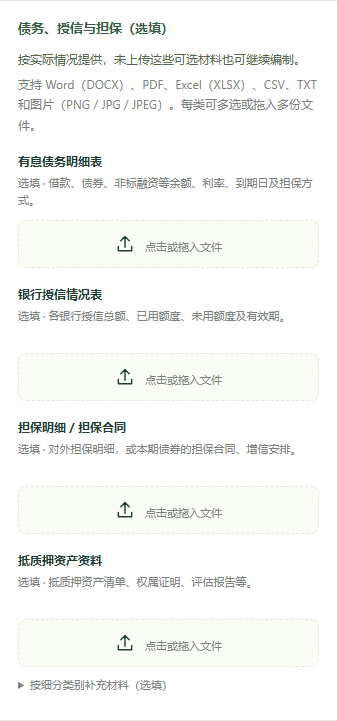 债务、授信与担保（选填）
按实际情况提供，未上传这些可选材料也可继续编制。
支持 Word（DOCX）、PDF、Excel（XLSX）、CSV、TXT
和图片（PNG / JPG / JPEG）。每类可多选或拖入多份文
件。
有息债务明细表
选填 · 借款、债券、非标融资等余额、利率、到期日及担保方
式。
点击或拖入文件
银行授信情况表
选填 · 各银行授信总额、已用额度、未用额度及有效期。
点击或拖入文件
担保明细 / 担保合同
选填 · 对外担保明细，或本期债券的担保合同、增信安排。
点击或拖入文件
抵质押资产资料
选填 · 抵质押资产清单、权属证明、评估报告等。
点击或拖入文件
▶ 按细分类别补充材料（选填）